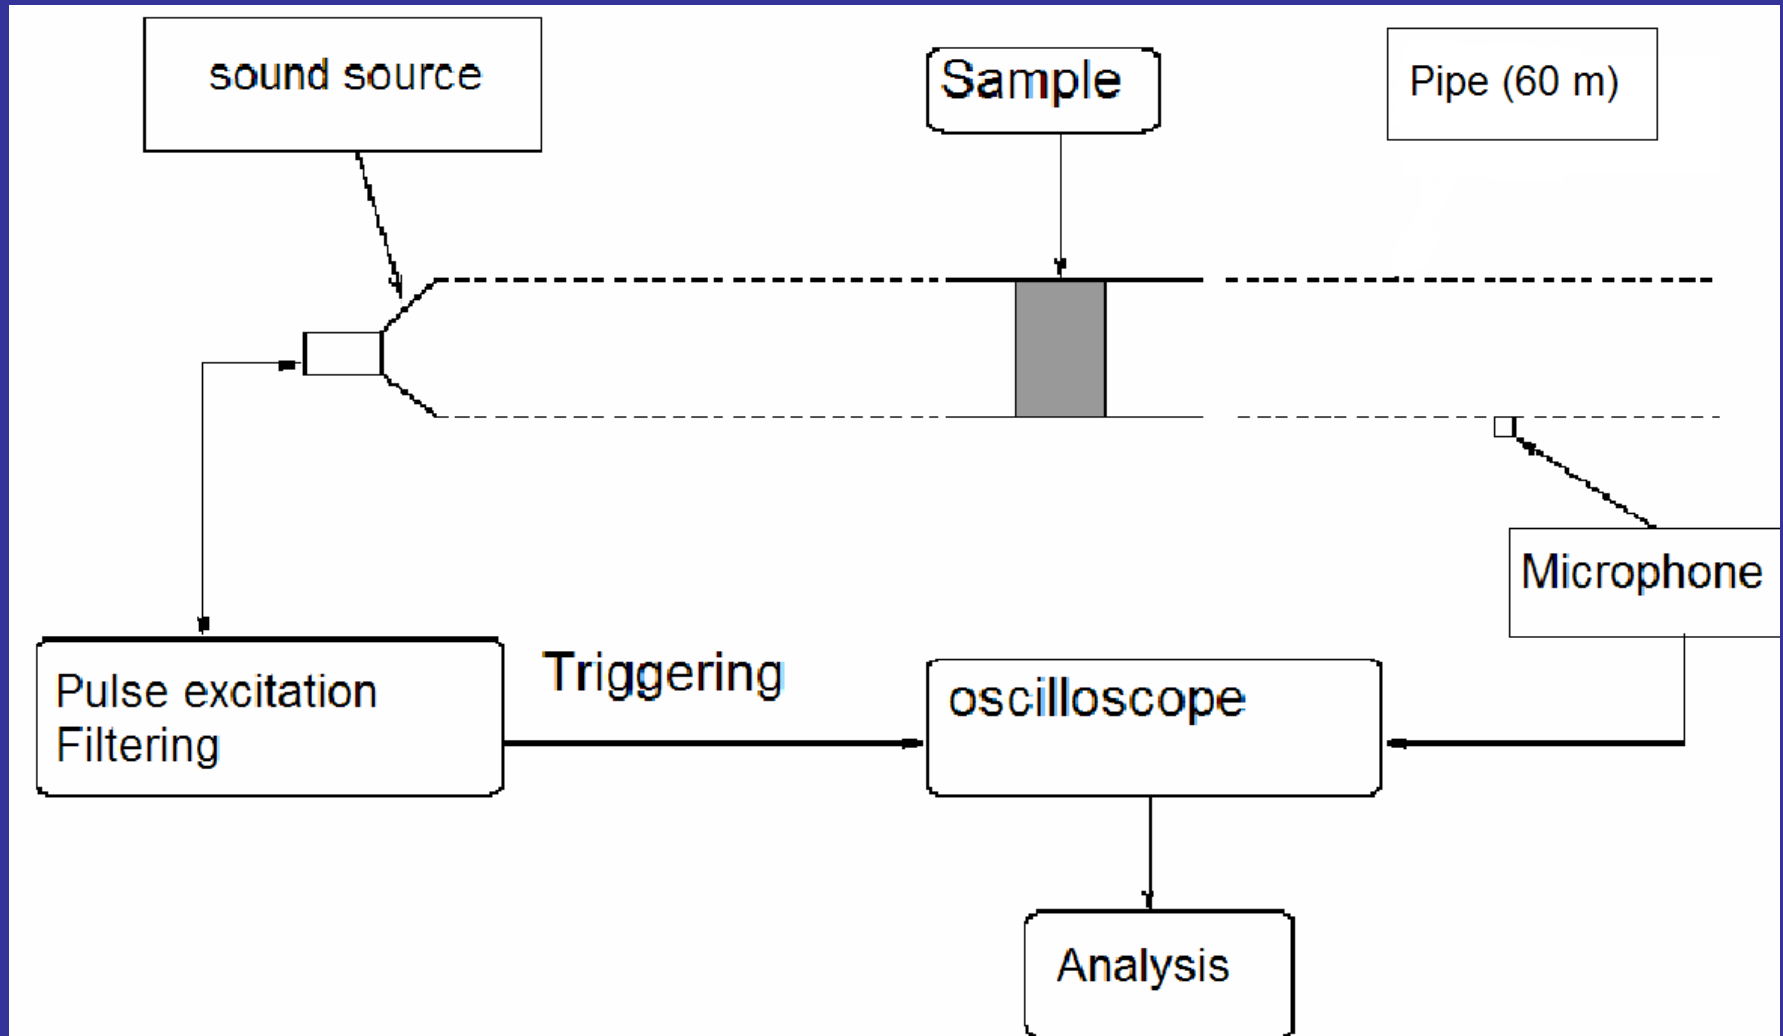 sound source
Sample
Pipe (60 m)
Microphone
Pulse excitation
Filtering
Triggering
oscilloscope
Analysis